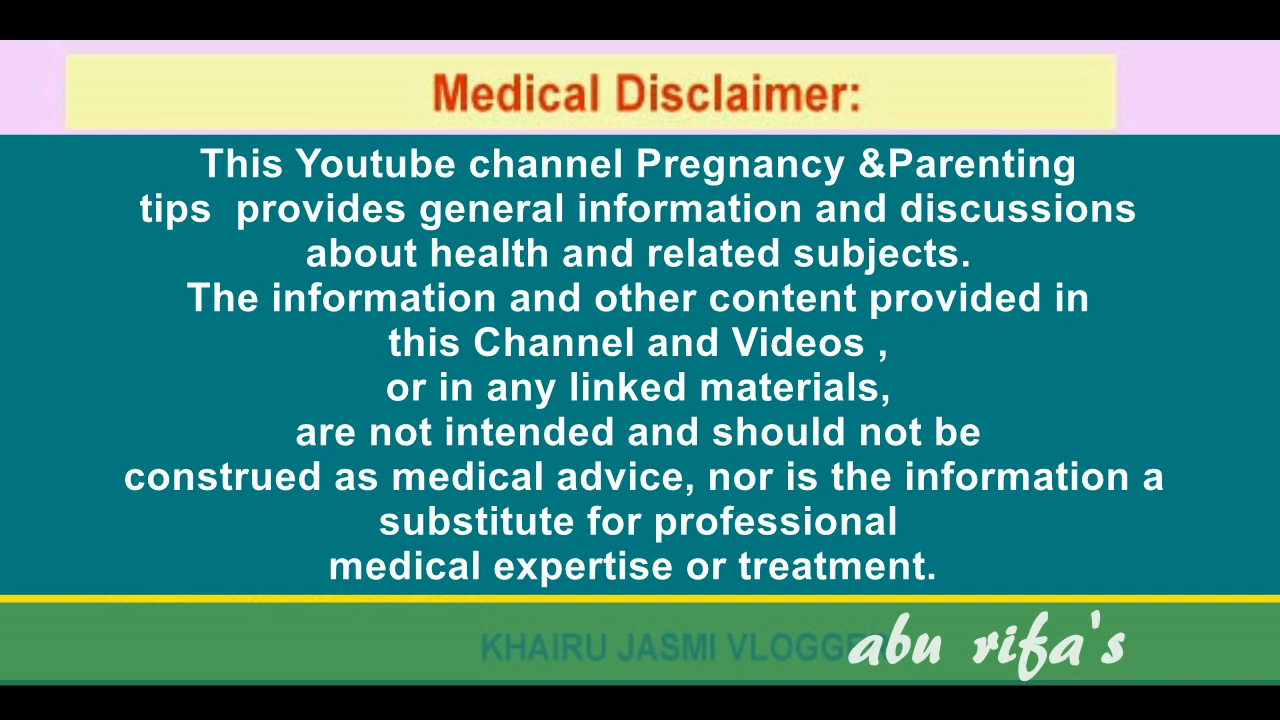 Medical Disclaimer:
This Youtube channel Pregnancy &Parenting
tips  provides general information and discussions
about health and related subjects.
The information and other content provided in
this Channel and Videos ,
or in any linked materials,
are not intended and should not be
construed as medical advice, nor is the information a
substitute for professional
medical expertise or treatment.
KHAIRU JASMI
abu rifa's